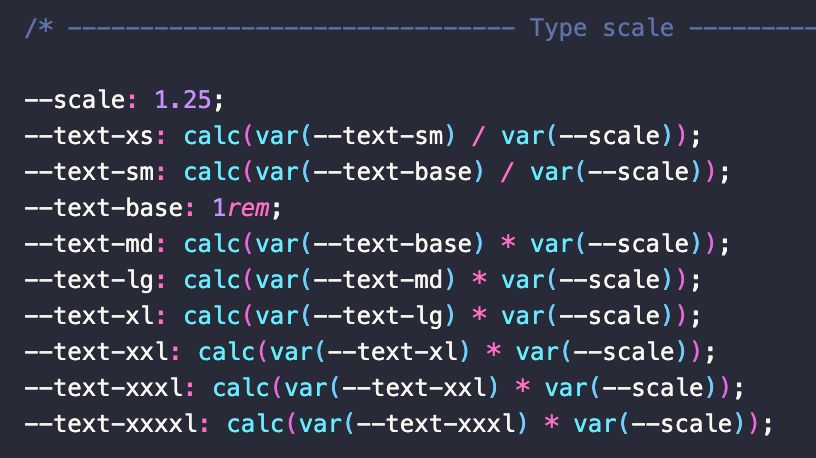 /* ------------------------------- Type scale ---------
--scale: 1.25;
--text-xs: calc(var(--text-sm) / var(--scale));
--text-sm: calc(var(--text-base) / var(--scale));
--text-base: 1rem;
--text-md: calc(var(--text-base) * var(--scale));
--text-lg: calc(var(--text-md) * var(--scale));
--text-xl: calc(var(--text-lg) * var(--scale));
--text-xxl: calc(var(--text-xl) * var(--scale));
--text-xxxl: calc(var(--text-xxl) * var(--scale));
--text-xxxxl: calc(var(--text-xxxl) * var(--scale));